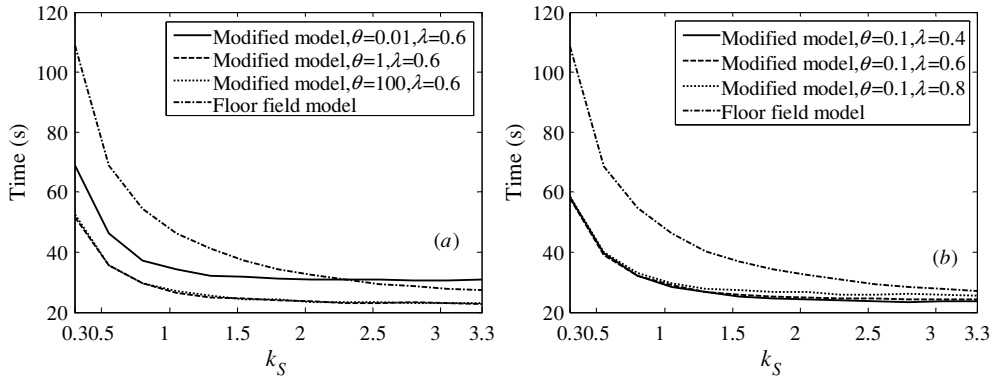 120
100
80
60
40
20
Time (s)
0.3
0.5
1
1.5
2
2.5
3
3.3
k_S
Modified model,θ=0.01,λ=0.6
Modified model,θ=1,λ=0.6
Modified model,θ=100,λ=0.6
Floor field model
(a)
120
100
80
60
40
20
Time (s)
0.3
0.5
1
1.5
2
2.5
3
3.3
k_S
Modified model,θ=0.1,λ=0.4
Modified model,θ=0.1,λ=0.6
Modified model,θ=0.1,λ=0.8
Floor field model
(b)